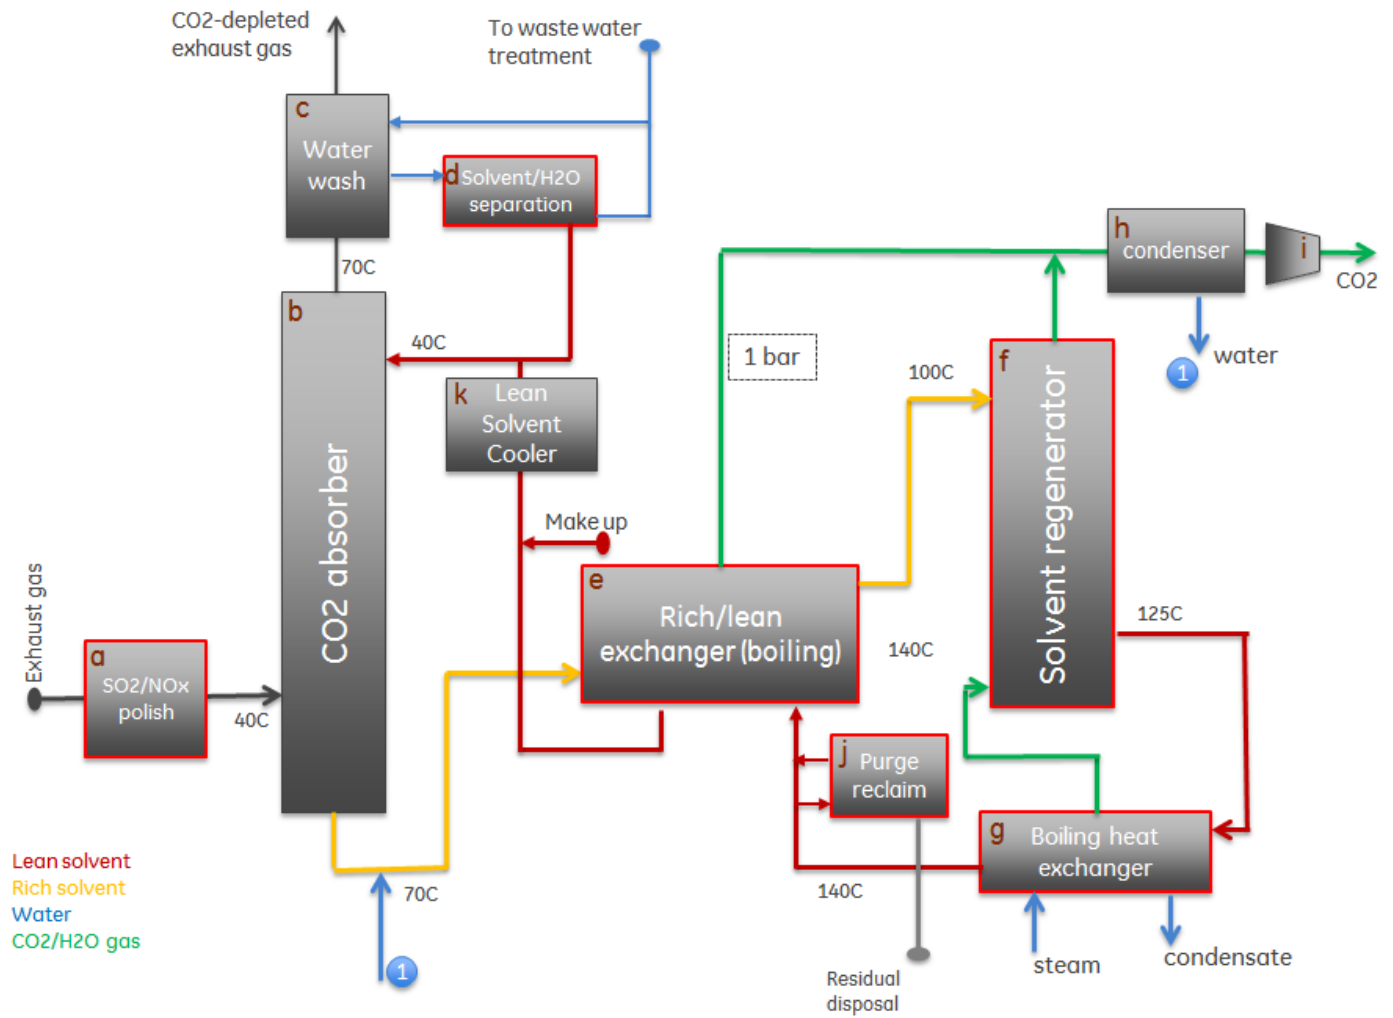 CO2-depleted
exhaust gas
To waste water
treatment
c
Water
wash
d
Solvent/H2O
separation
70C
h
condenser
i
CO2
1
water
b
CO2 absorber
40C
k
Lean
Solvent
Cooler
1 bar
100C
f
Solvent regenerator
Make up
e
Rich/lean
exchanger (boiling)
125C
140C
Exhaust gas
a
SO2/NOx
polish
40C
j
Purge
reclaim
g
Boiling heat
exchanger
140C
70C
1
steam
condensate
Residual
disposal
Lean solvent
Rich solvent
Water
CO2/H2O gas